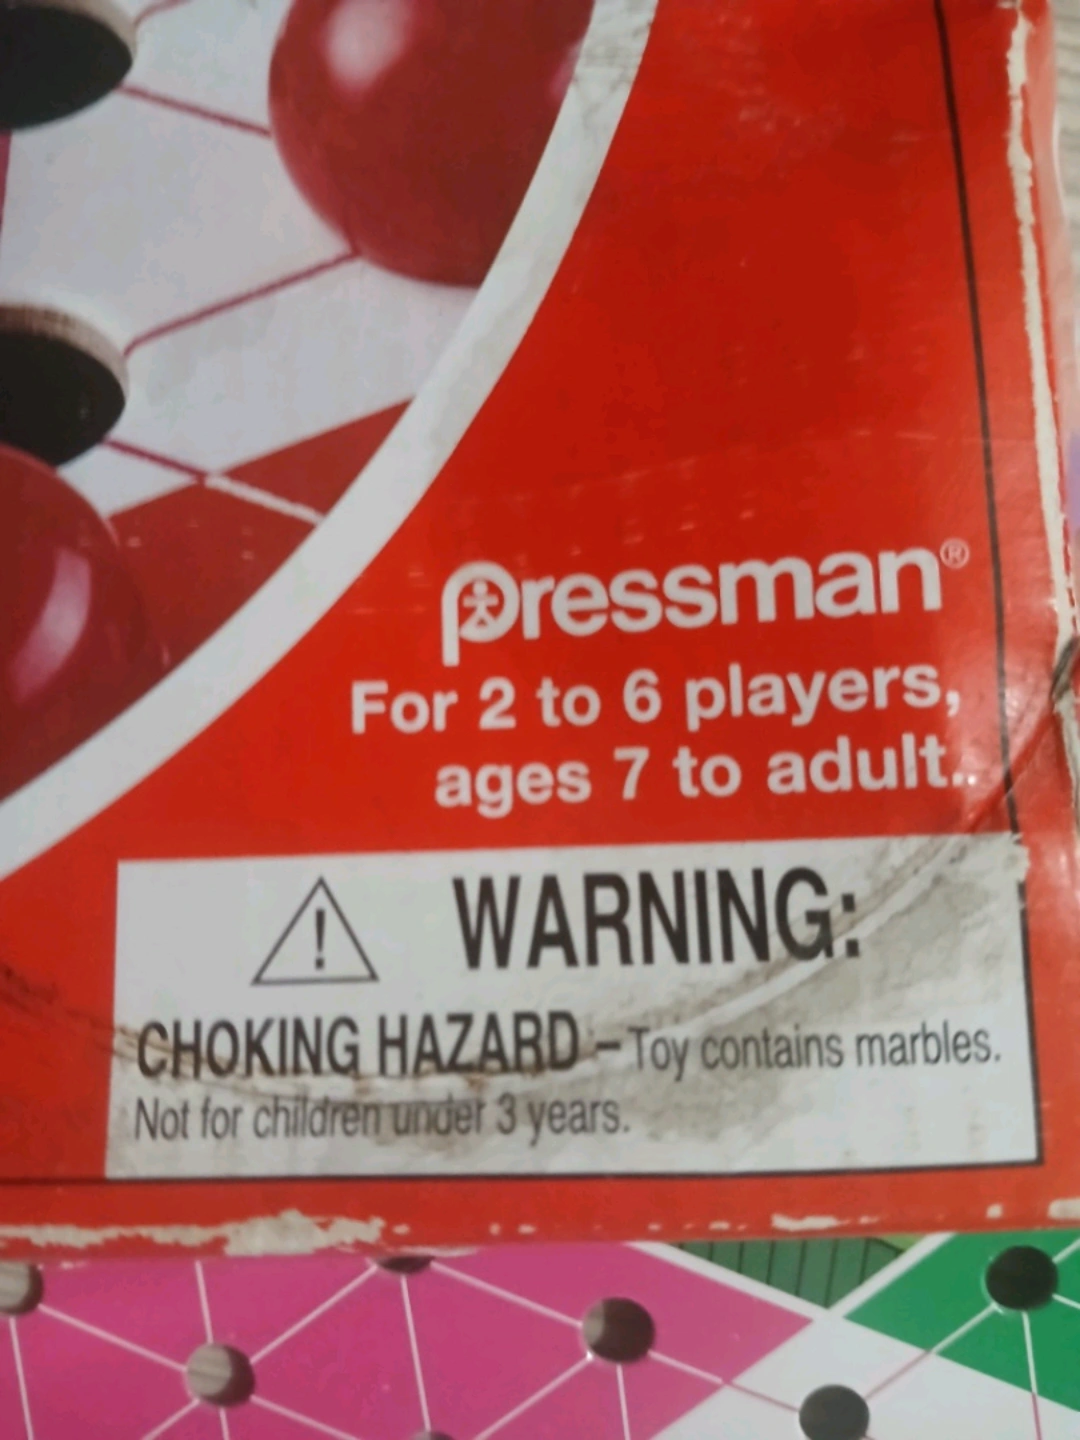 Pressman®
For 2 to 6 players,
ages 7 to adult..
WARNING:
CHOKING HAZARD – Toy contains marbles.
Not for children under 3 years.